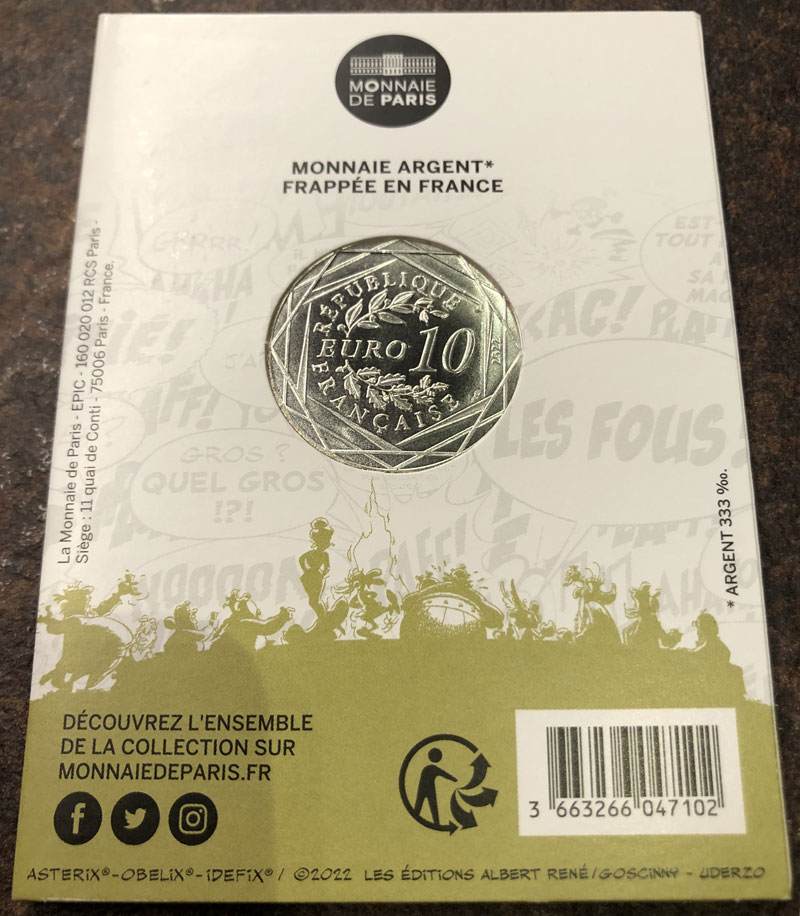 MONNAIE
DE PARIS
MONNAIE ARGENT*
FRAPPÉE EN FRANCE
GRRRR!
EST
TOUT
RÉPUBLIQUE
EURO 10
2022
FRANÇAISE
LES FOUS!
GROS ?
QUEL GROS
!?!
La Monnaie de Paris - EPIC - 160 020 012 RCS Paris -
Siège : 11 quai de Conti - 75006 Paris - France.
* ARGENT 333 ‰.
DÉCOUVREZ L'ENSEMBLE
DE LA COLLECTION SUR
MONNAIEDEPARIS.FR
3 663266 047102
ASTERIX®-OBELIX®-IDEFIX® / ©2022 LES ÉDITIONS ALBERT RENÉ/GOSCINNY - UDERZO